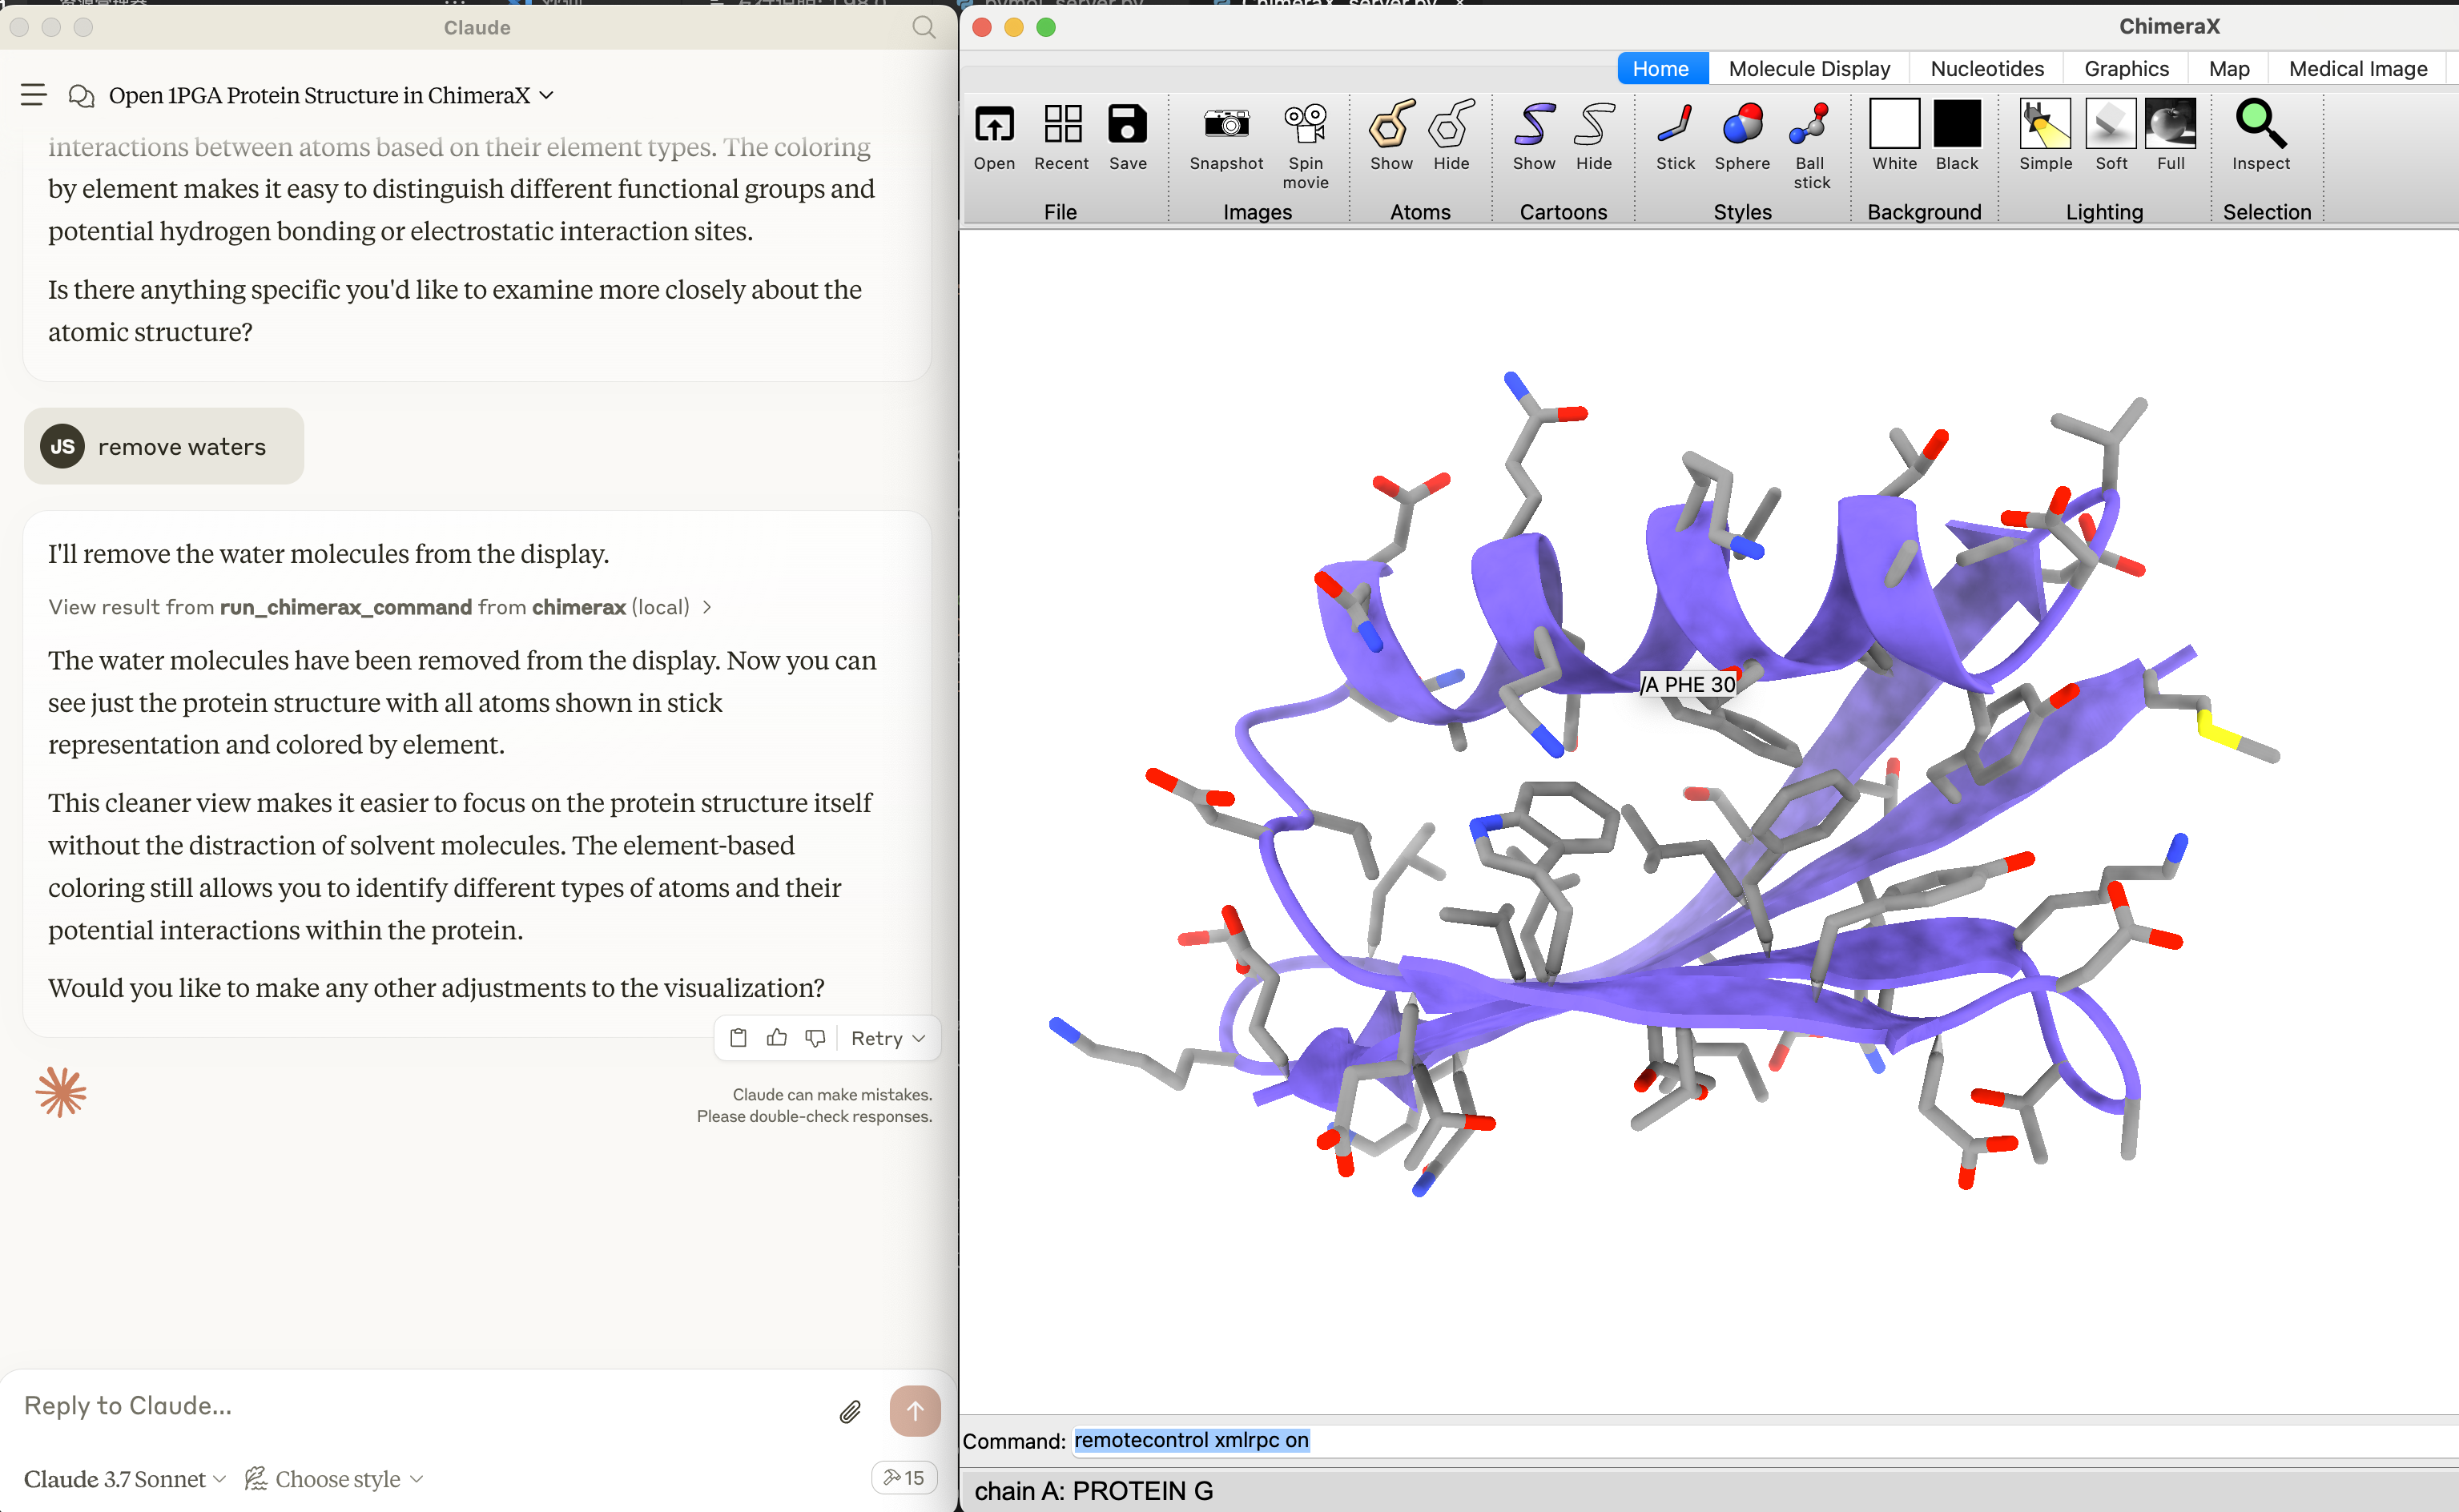 Claude
Open 1PGA Protein Structure in ChimeraX
interactions between atoms based on their element types. The coloring
by element makes it easy to distinguish different functional groups and
potential hydrogen bonding or electrostatic interaction sites.
Is there anything specific you'd like to examine more closely about the
atomic structure?
JS remove waters
I'll remove the water molecules from the display.
View result from run_chimerax_command from chimerax (local)
The water molecules have been removed from the display. Now you can
see just the protein structure with all atoms shown in stick
representation and colored by element.
This cleaner view makes it easier to focus on the protein structure itself
without the distraction of solvent molecules. The element-based
coloring still allows you to identify different types of atoms and their
potential interactions within the protein.
Would you like to make any other adjustments to the visualization?
Retry
Claude can make mistakes.
Please double-check responses.
Reply to Claude...
Claude 3.7 Sonnet Choose style 15
ChimeraX
Home Molecule Display Nucleotides Graphics Map Medical Image
Open Recent Save Snapshot Spin movie Show Hide Show Hide Stick Sphere Ball stick White Black Simple Soft Full Inspect
File Images Atoms Cartoons Styles Background Lighting Selection
/A PHE 30
Command: remotecontrol xmlrpc on
chain A: PROTEIN G